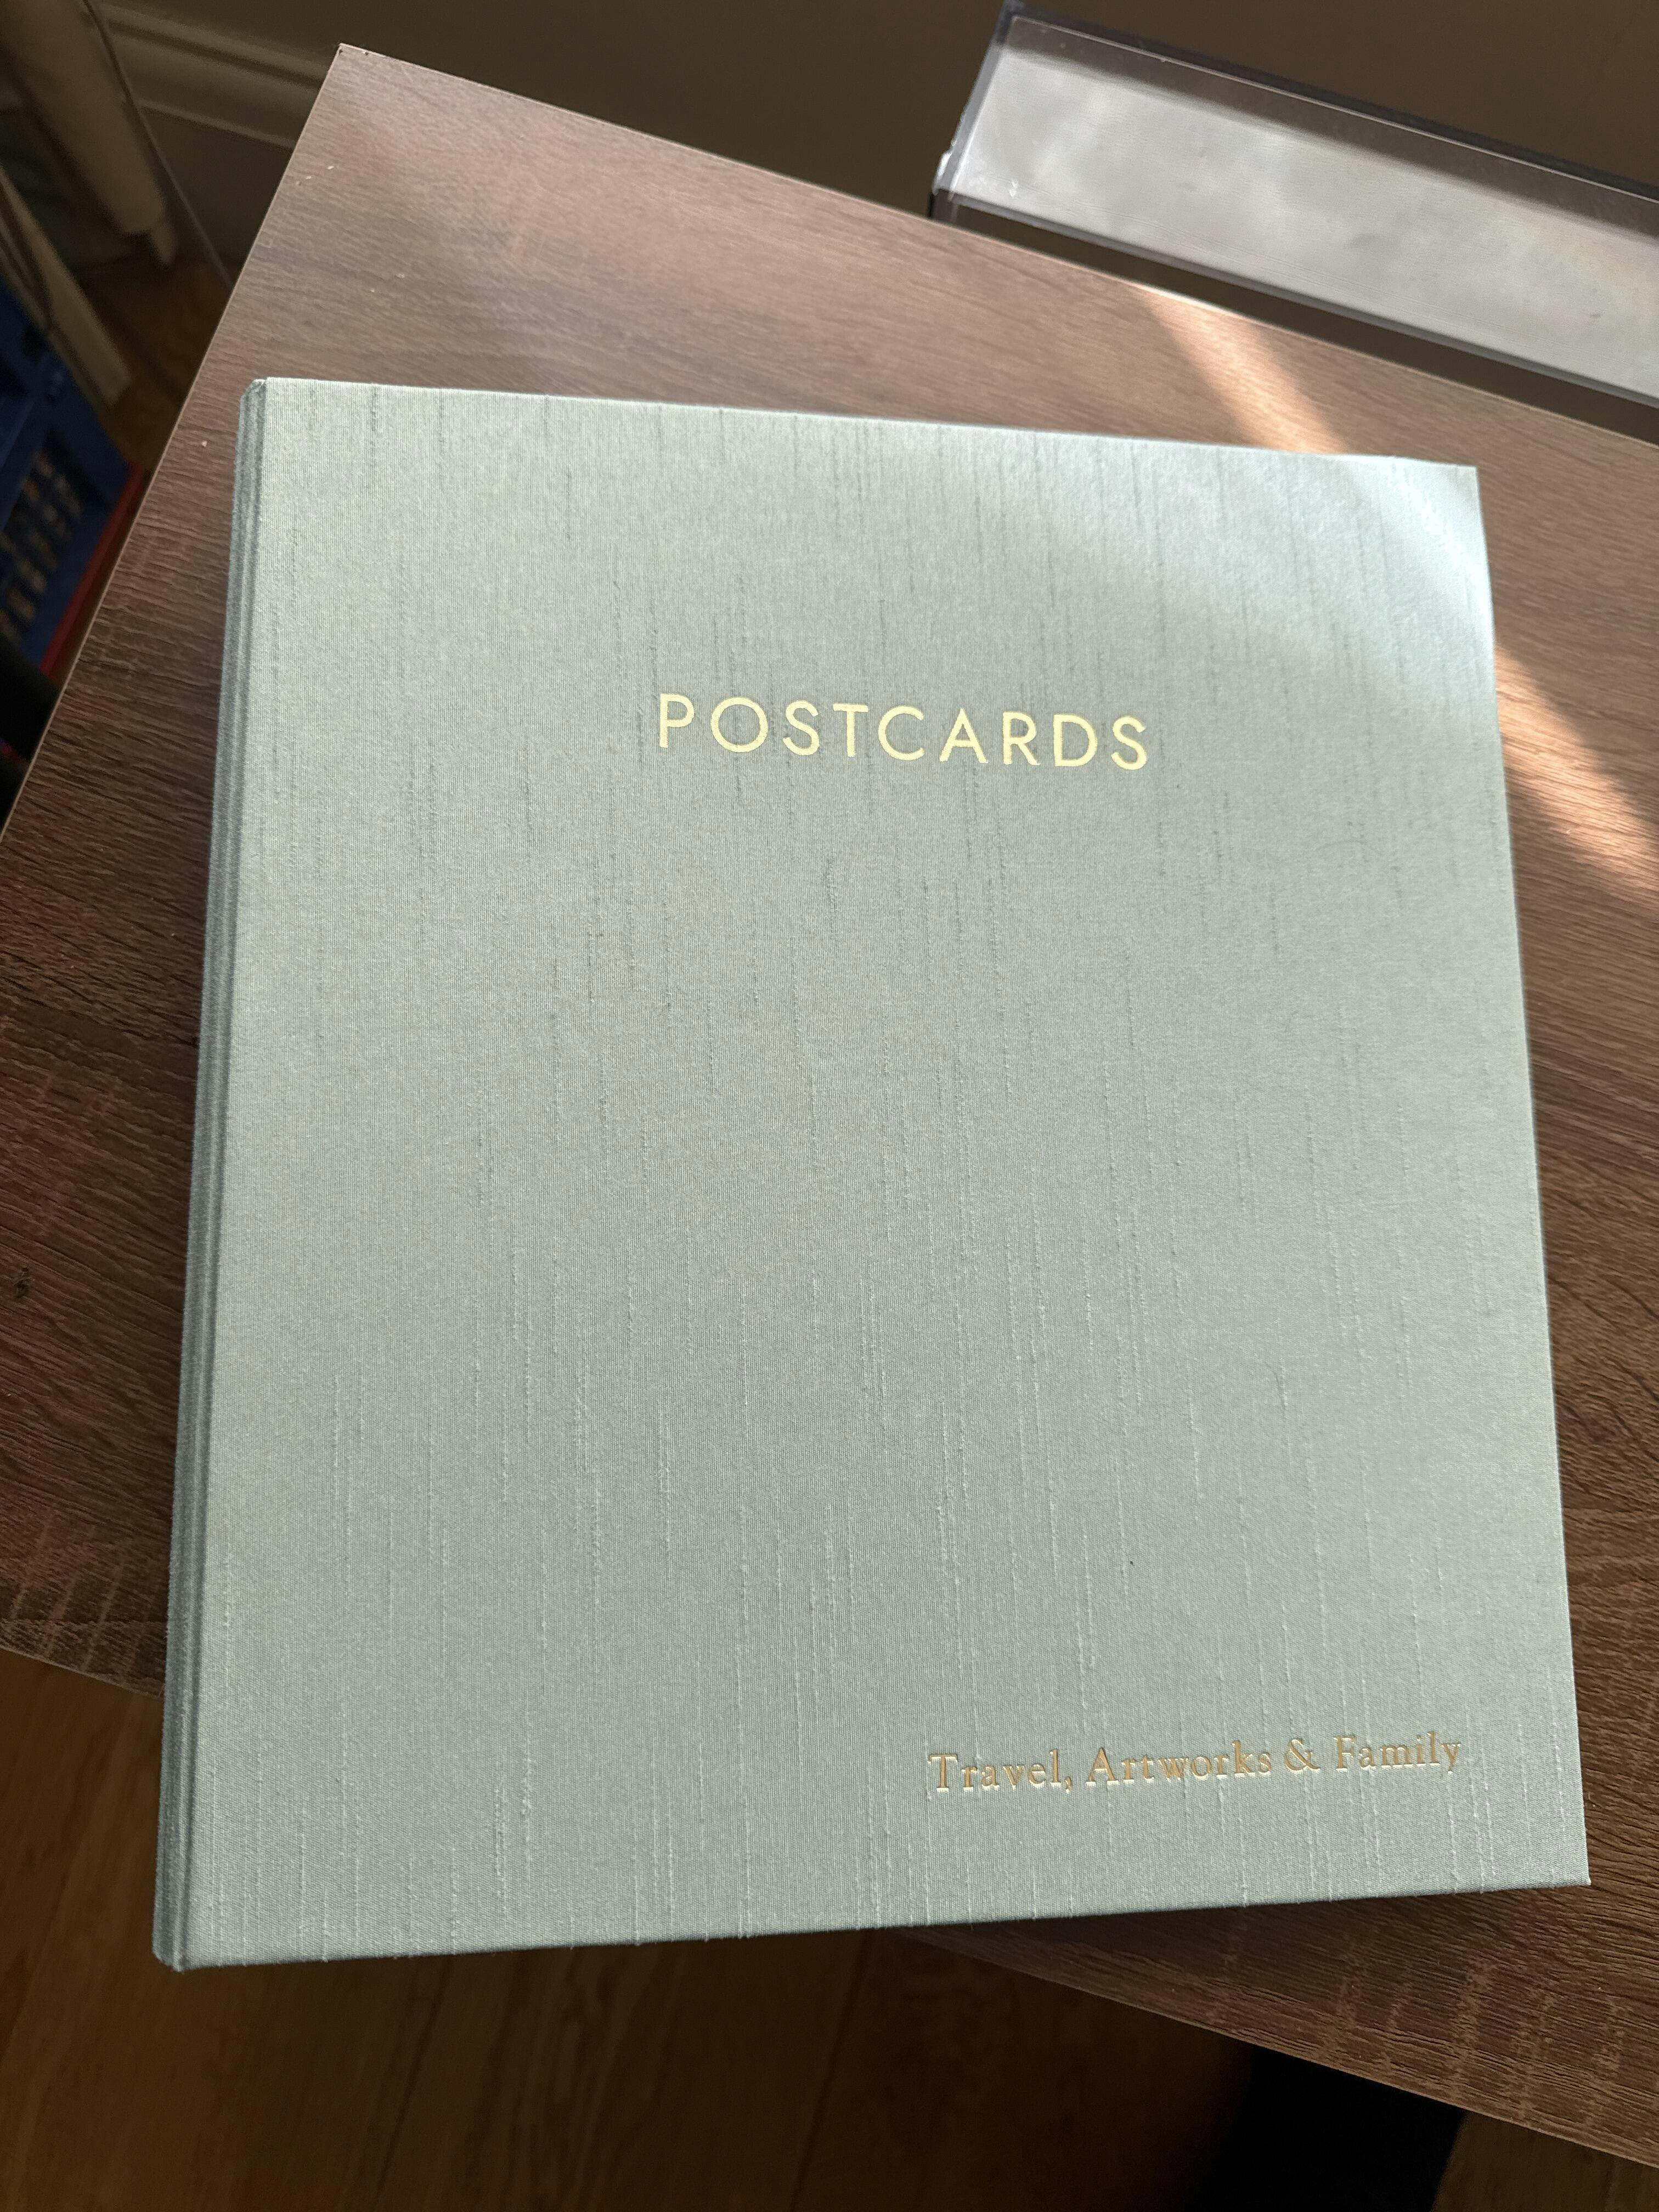 POSTCARDS
Travel, Artworks & Family